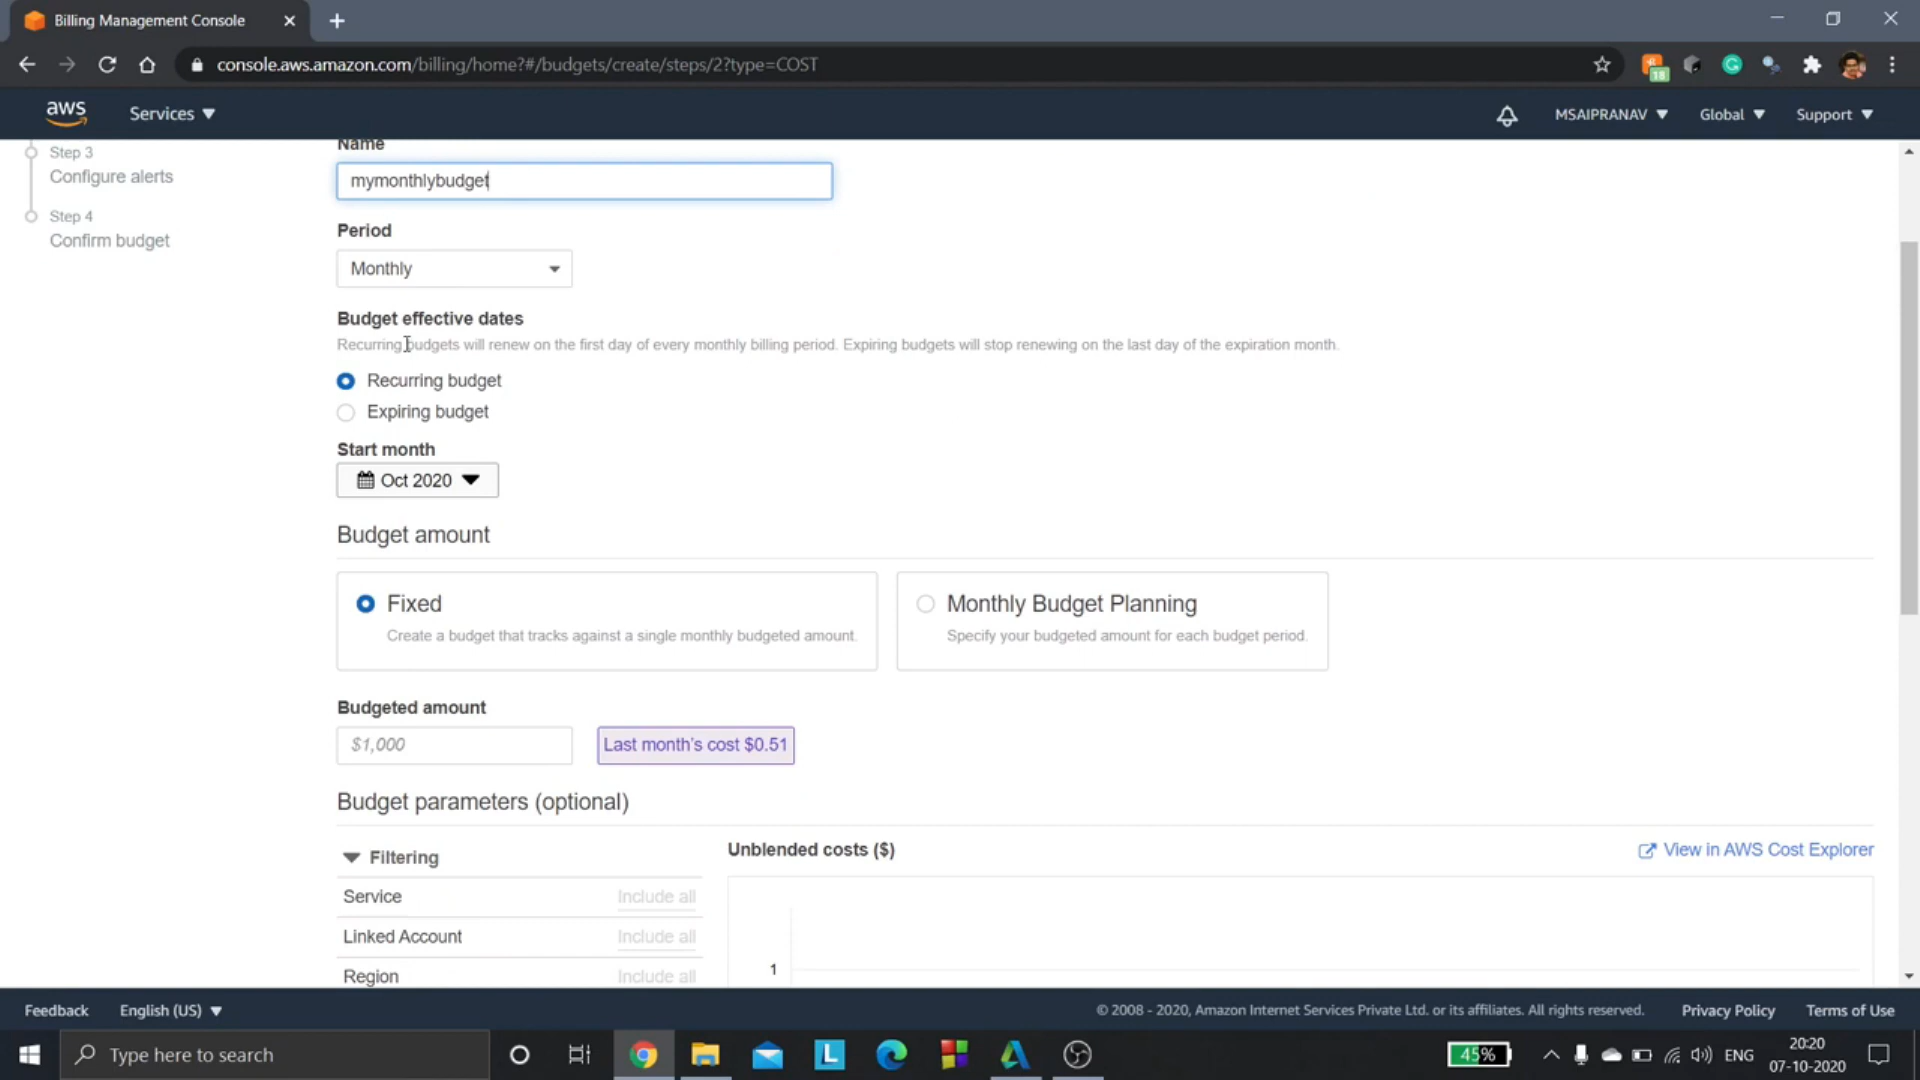 Billing Management Console
console.aws.amazon.com/billing/home?#/budgets/create/steps/2?type=COST
18
aws
Services
MSAIPRANAV
Global
Support
Step 3
Configure alerts
Step 4
Confirm budget
Name
mymonthlybudget
Period
Monthly
Budget effective dates
Recurring budgets will renew on the first day of every monthly billing period. Expiring budgets will stop renewing on the last day of the expiration month.
Recurring budget
Expiring budget
Start month
Oct 2020
Budget amount
Fixed
Create a budget that tracks against a single monthly budgeted amount.
Monthly Budget Planning
Specify your budgeted amount for each budget period.
Budgeted amount
$1,000
Last month's cost $0.51
Budget parameters (optional)
Filtering
Service Include all
Linked Account Include all
Region Include all
Unblended costs ($)
View in AWS Cost Explorer
1
Feedback
English (US)
© 2008 - 2020, Amazon Internet Services Private Ltd. or its affiliates. All rights reserved.
Privacy Policy
Terms of Use
Type here to search
L
45%
ENG
20:20
07-10-2020